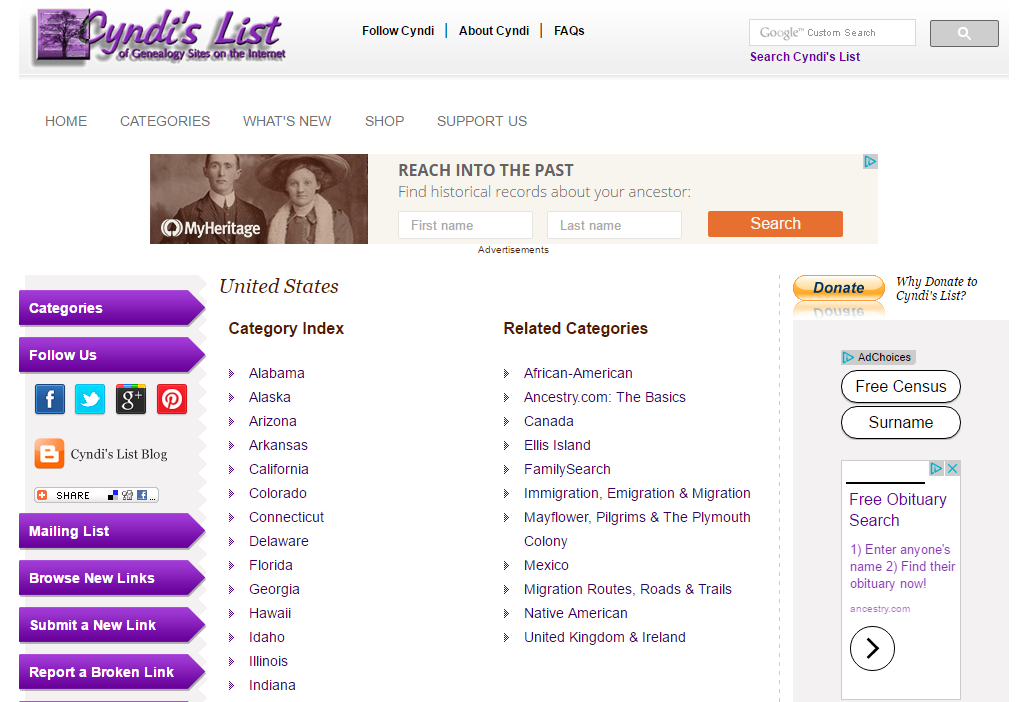 Cyndi's List
of Genealogy Sites on the Internet
Follow Cyndi | About Cyndi | FAQs
Google™ Custom Search
Search Cyndi's List
HOME CATEGORIES WHAT'S NEW SHOP SUPPORT US
REACH INTO THE PAST
Find historical records about your ancestor:
MyHeritage
First name Last name Search
Advertisements
United States
Categories
Follow Us
Cyndi's List Blog
SHARE
Mailing List
Browse New Links
Submit a New Link
Report a Broken Link
Category Index
Alabama
Alaska
Arizona
Arkansas
California
Colorado
Connecticut
Delaware
Florida
Georgia
Hawaii
Idaho
Illinois
Indiana
Related Categories
African-American
Ancestry.com: The Basics
Canada
Ellis Island
FamilySearch
Immigration, Emigration & Migration
Mayflower, Pilgrims & The Plymouth
Colony
Mexico
Migration Routes, Roads & Trails
Native American
United Kingdom & Ireland
Donate
Why Donate to
Cyndi's List?
AdChoices
Free Census
Surname
Free Obituary
Search
1) Enter anyone's
name 2) Find their
obituary now!
ancestry.com